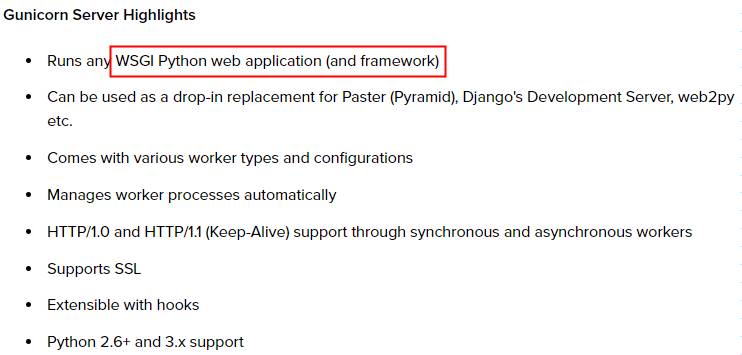 Gunicorn Server Highlights
Runs any WSGI Python web application (and framework)
Can be used as a drop-in replacement for Paster (Pyramid), Django's Development Server, web2py
etc.
Comes with various worker types and configurations
Manages worker processes automatically
HTTP/1.0 and HTTP/1.1 (Keep-Alive) support through synchronous and asynchronous workers
Supports SSL
Extensible with hooks
Python 2.6+ and 3.x support